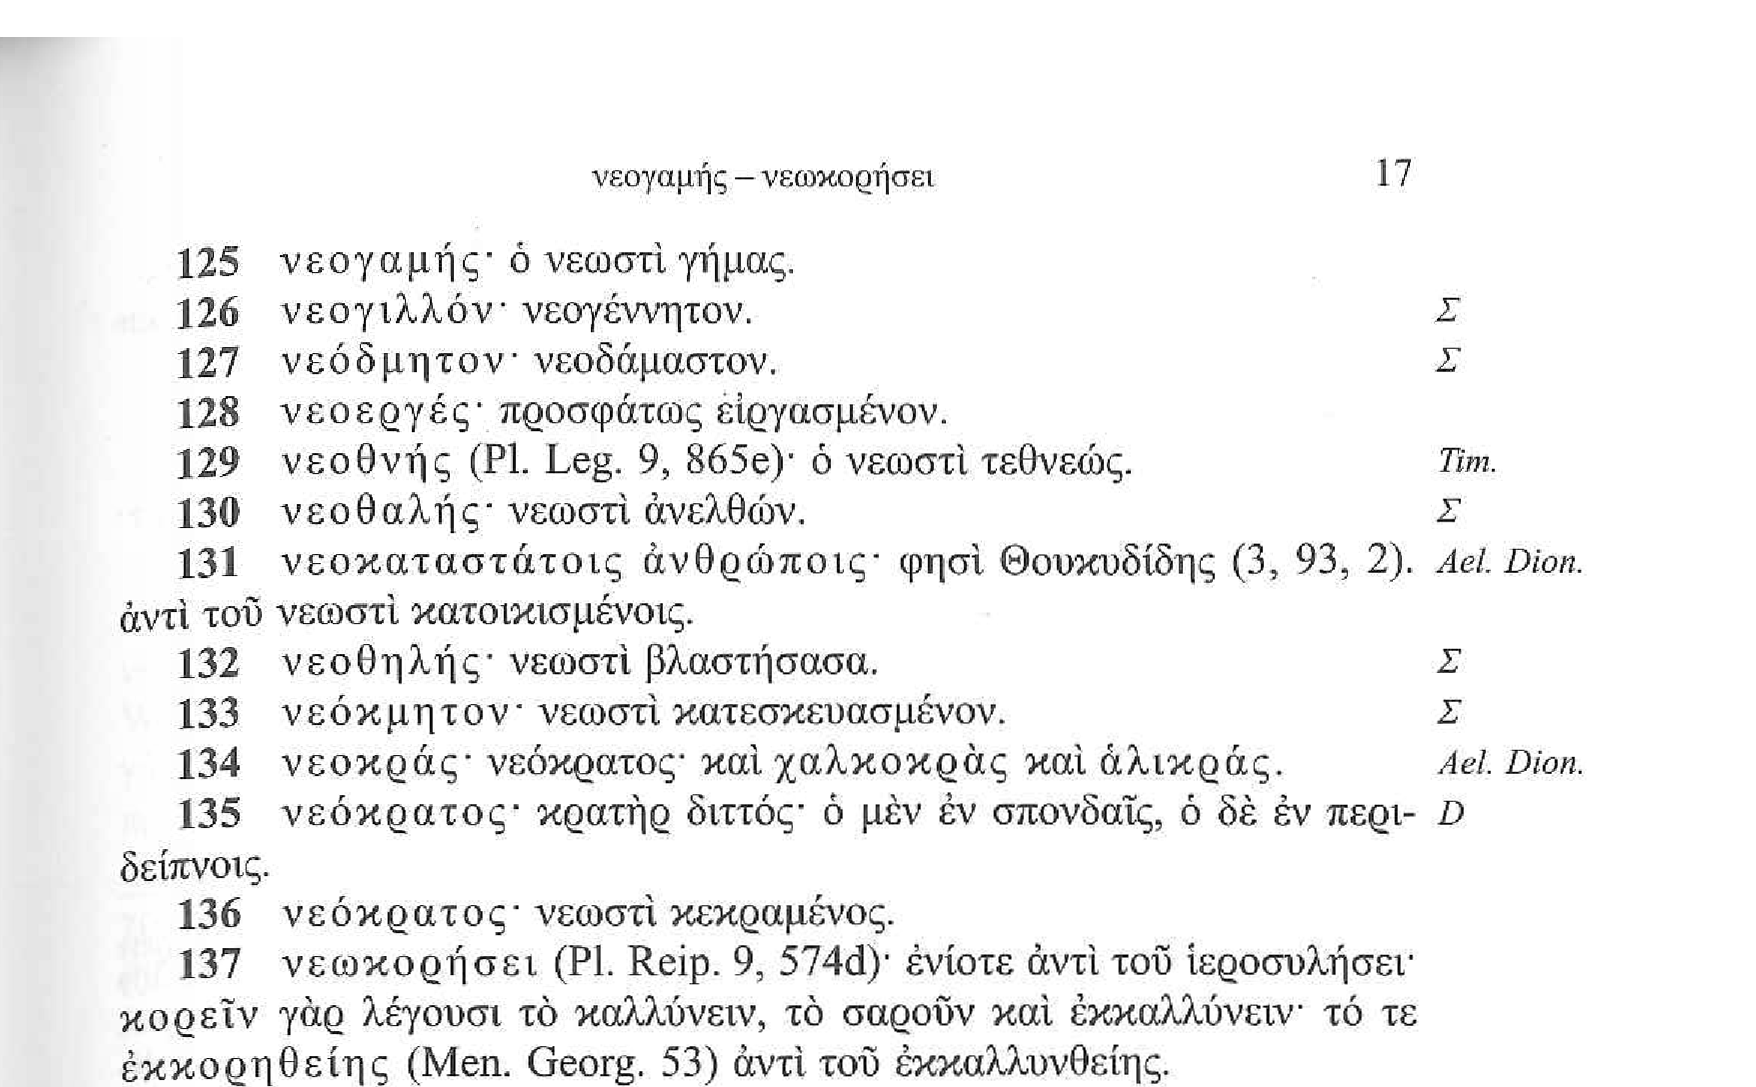 νεογαμής – νεωκορήσει 17
125 νεογαμής· ὁ νεωστὶ γήμας.
126 νεογιλλόν· νεογέννητον. Σ
127 νεόδμητον· νεοδάμαστον. Σ
128 νεοεργές· προσφάτως εἰργασμένον.
129 νεοθνής (Pl. Leg. 9, 865e)· ὁ νεωστὶ τεθνεώς. Tim.
130 νεοθαλής· νεωστὶ ἀνελθών. Σ
131 νεοκαταστάτοις ἀνθρώποις· φησὶ Θουκυδίδης (3, 93, 2). Ael. Dion.
ἀντὶ τοῦ νεωστὶ κατοικισμένοις.
132 νεοθηλής· νεωστὶ βλαστήσασα. Σ
133 νεόκμητον· νεωστὶ κατεσκευασμένον. Σ
134 νεοκράς· νεόκρατος· καὶ χαλκοκρὰς καὶ ἁλικράς. Ael. Dion.
135 νεόκρατος· κρατὴρ διττός· ὁ μὲν ἐν σπονδαῖς, ὁ δὲ ἐν περι- D
δείπνοις.
136 νεόκρατος· νεωστὶ κεκραμένος.
137 νεωκορήσει (Pl. Reip. 9, 574d)· ἐνίοτε ἀντὶ τοῦ ἱεροσυλήσει·
κορεῖν γὰρ λέγουσι τὸ καλλύνειν, τὸ σαροῦν καὶ ἐκκαλλύνειν· τό τε
ἐκκορηθείης (Men. Georg. 53) ἀντὶ τοῦ ἐκκαλλυνθείης.